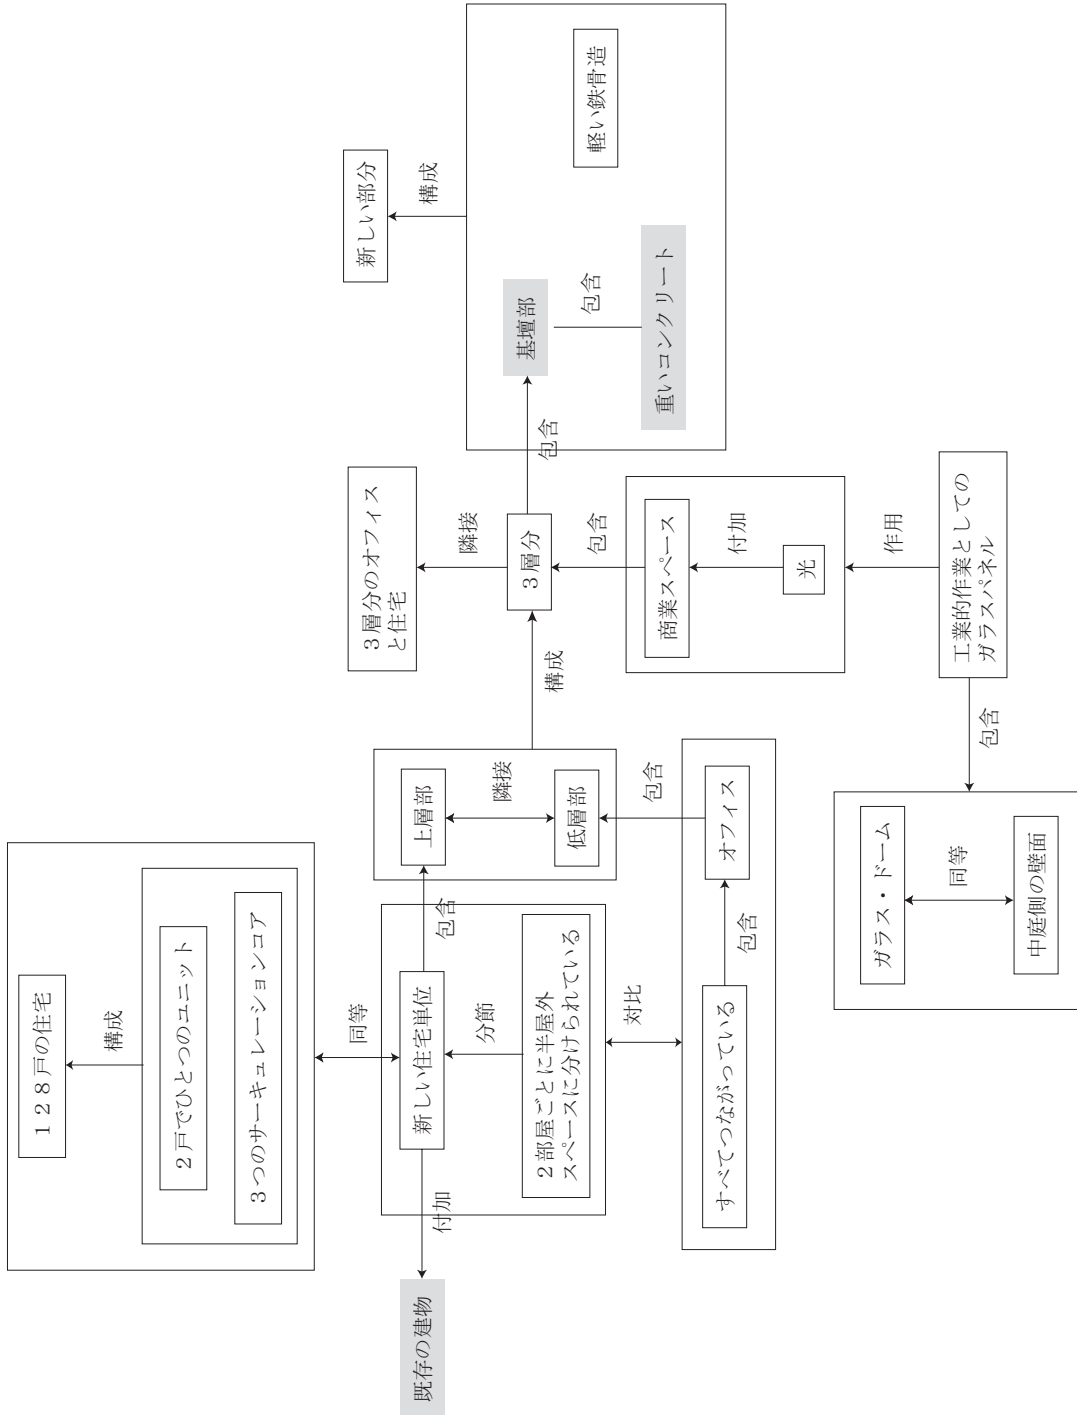 128戸の住宅
構成
2戸でひとつのユニット
3つのサーキュレーションコア
同等
既存の建物
付加
新しい住宅単位
分節
2部屋ごとに半屋外
スペースに分けられている
包含
上層部
隣接
低層部
対比
すべてつながっている
包含
オフィス
包含
構成
3層分のオフィス
と住宅
隣接
3層分
包含
商業スペース
付加
光
作用
工業的作業としての
ガラスパネル
包含
ガラス・ドーム
同等
中庭側の壁面
包含
新しい部分
構成
基壇部
包含
重いコンクリート
軽い鉄骨造